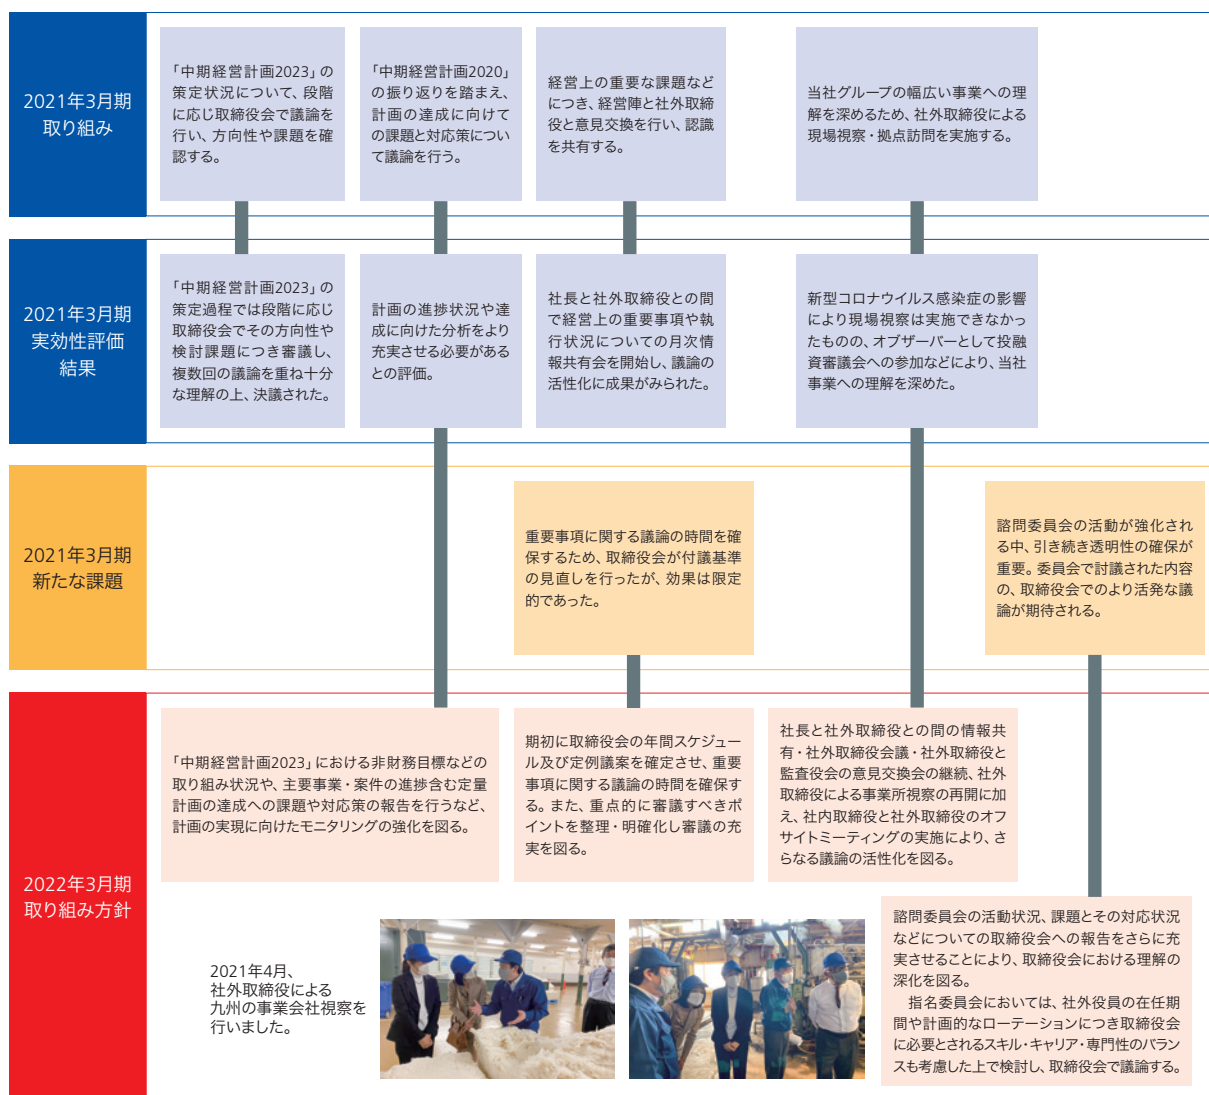 2021年3月期
取り組み
「中期経営計画2023」の
策定状況について、段階
に応じ取締役会で議論を
行い、方向性や課題を確
認する。
「中期経営計画2020」
の振り返りを踏まえ、
計画の達成に向けて
の課題と対応策につい
て議論を行う。
経営上の重要な課題など
につき、経営陣と社外取締
役と意見交換を行い、認識
を共有する。
当社グループの幅広い事業への理
解を深めるため、社外取締役による
現場視察・拠点訪問を実施する。
2021年3月期
実効性評価
結果
「中期経営計画2023」の
策定過程では段階に応じ
取締役会でその方向性や
検討課題につき審議し、
複数回の議論を重ね十分
な理解の上、決議された。
計画の進捗状況や達
成に向けた分析をより
充実させる必要がある
との評価。
社長と社外取締役との間
で経営上の重要事項や執
行状況についての月次情
報共有会を開始し、議論の
活性化に成果がみられた。
新型コロナウイルス感染症の影響
により現場視察は実施できなかっ
たものの、オブザーバーとして投融
資審議会への参加などにより、当社
事業への理解を深めた。
2021年3月期
新たな課題
重要事項に関する議論の時間を確
保するため、取締役会が付議基準
の見直しを行ったが、効果は限定
的であった。
諮問委員会の活動が強化され
る中、引き続き透明性の確保が
重要。委員会で討議された内容
の、取締役会でのより活発な議
論が期待される。
2022年3月期
取り組み方針
「中期経営計画2023」における非財務目標などの
取り組み状況や、主要事業・案件の進捗含む定量
計画の達成への課題や対応策の報告を行うなど、
計画の実現に向けたモニタリングの強化を図る。
期初に取締役会の年間スケジュー
ル及び定例議案を確定させ、重要
事項に関する議論の時間を確保す
る。また、重点的に審議すべきポ
イントを整理・明確化し審議の充
実を図る。
社長と社外取締役との間の情報共
有・社外取締役会議・社外取締役と
監査役会の意見交換会の継続、社外
取締役による事業所視察の再開に加
え、社内取締役と社外取締役のオフ
サイトミーティングの実施により、さ
らなる議論の活性化を図る。
2021年4月、
社外取締役による
九州の事業会社視察を
行いました。
諮問委員会の活動状況、課題とその対応状況
などについての取締役会への報告をさらに充
実させることにより、取締役会における理解の
深化を図る。
　指名委員会においては、社外役員の在任期
間や計画的なローテーションにつき取締役会
に必要とされるスキル・キャリア・専門性のバラン
スも考慮した上で検討し、取締役会で議論する。